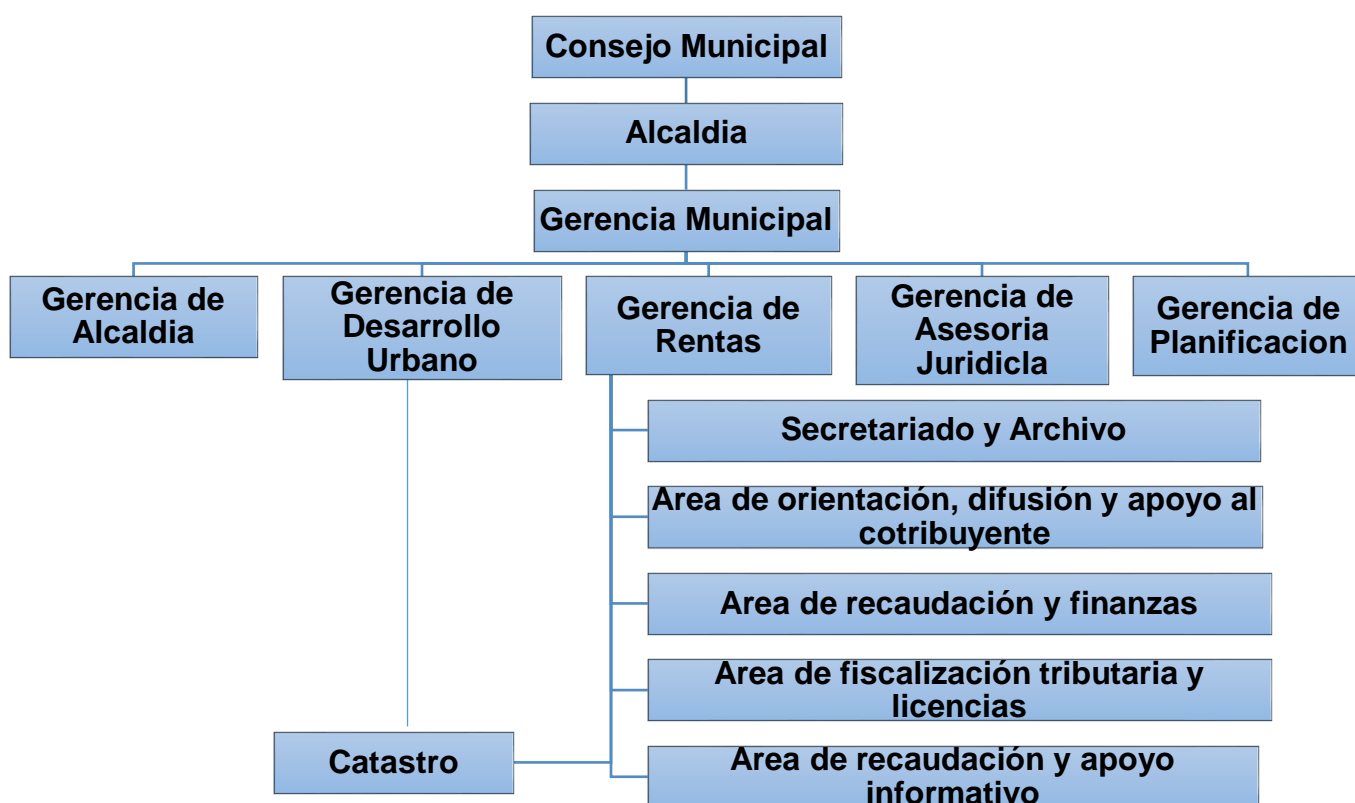 Consejo Municipal
Alcaldia
Gerencia Municipal
Gerencia de
Alcaldia
Gerencia de
Desarrollo
Urbano
Gerencia de
Rentas
Gerencia de
Asesoria
Juridicla
Gerencia de
Planificacion
Secretariado y Archivo
Area de orientación, difusión y apoyo al
cotribuyente
Area de recaudación y finanzas
Area de fiscalización tributaria y
licencias
Catastro
Area de recaudación y apoyo
informativo